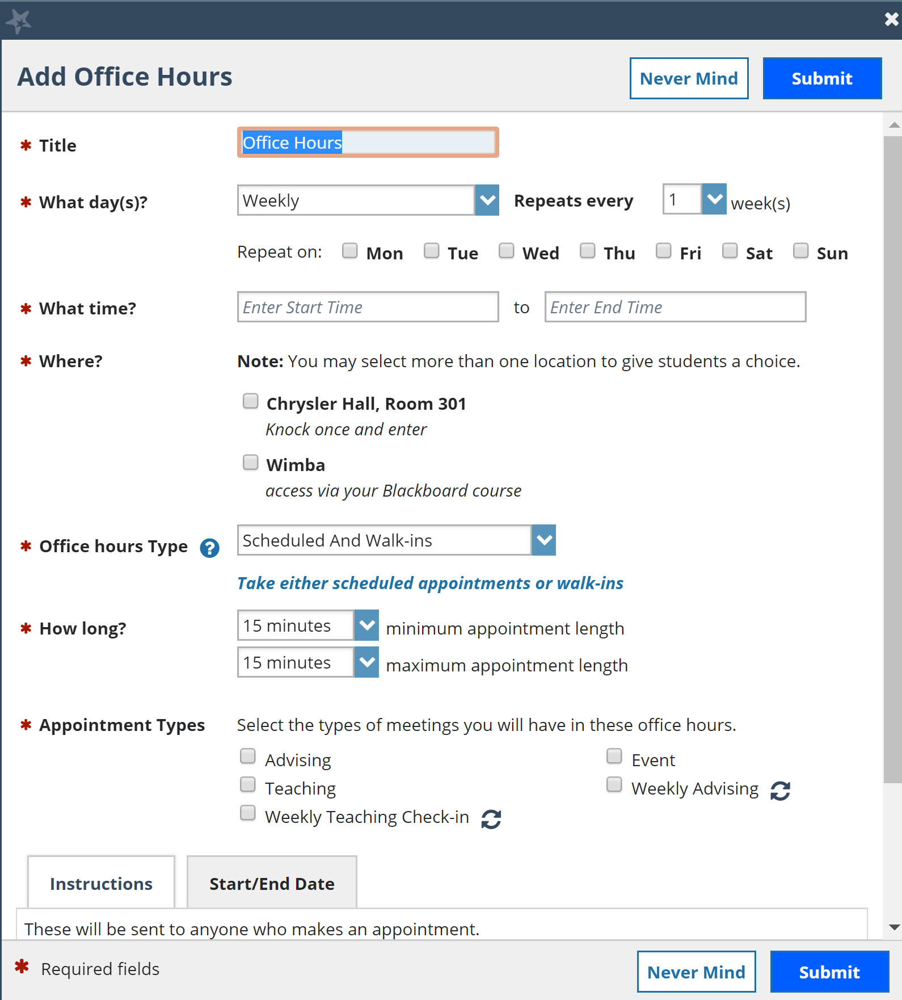 Add Office Hours
Never Mind
Submit
* Title
Office Hours
* What day(s)?
Weekly
Repeats every
1
week(s)
Repeat on: Mon Tue Wed Thu Fri Sat Sun
* What time?
Enter Start Time
to
Enter End Time
* Where?
Note: You may select more than one location to give students a choice.
Chrysler Hall, Room 301
Knock once and enter
Wimba
access via your Blackboard course
* Office hours Type ?
Scheduled And Walk-ins
Take either scheduled appointments or walk-ins
* How long?
15 minutes
minimum appointment length
15 minutes
maximum appointment length
* Appointment Types
Select the types of meetings you will have in these office hours.
Advising
Event
Teaching
Weekly Advising
Weekly Teaching Check-in
Instructions
Start/End Date
These will be sent to anyone who makes an appointment.
* Required fields
Never Mind
Submit